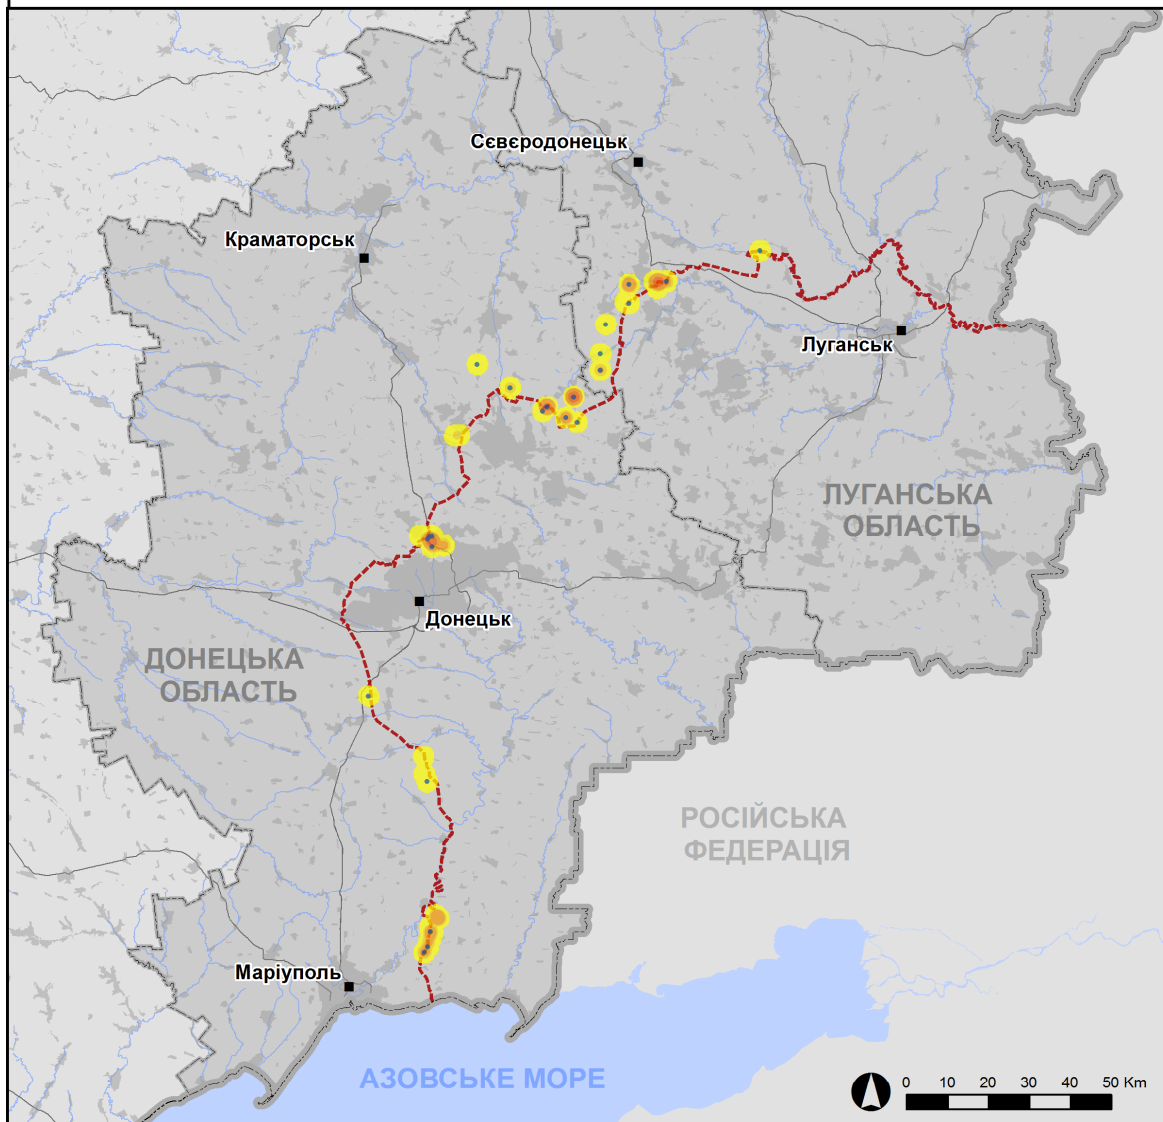 Сєвєродонецьк
Краматорськ
Луганськ
ЛУГАНСЬКА
ОБЛАСТЬ
Донецьк
ДОНЕЦЬКА
ОБЛАСТЬ
РОСІЙСЬКА
ФЕДЕРАЦІЯ
Маріуполь
АЗОВСЬКЕ МОРЕ
0 10 20 30 40 50 Km